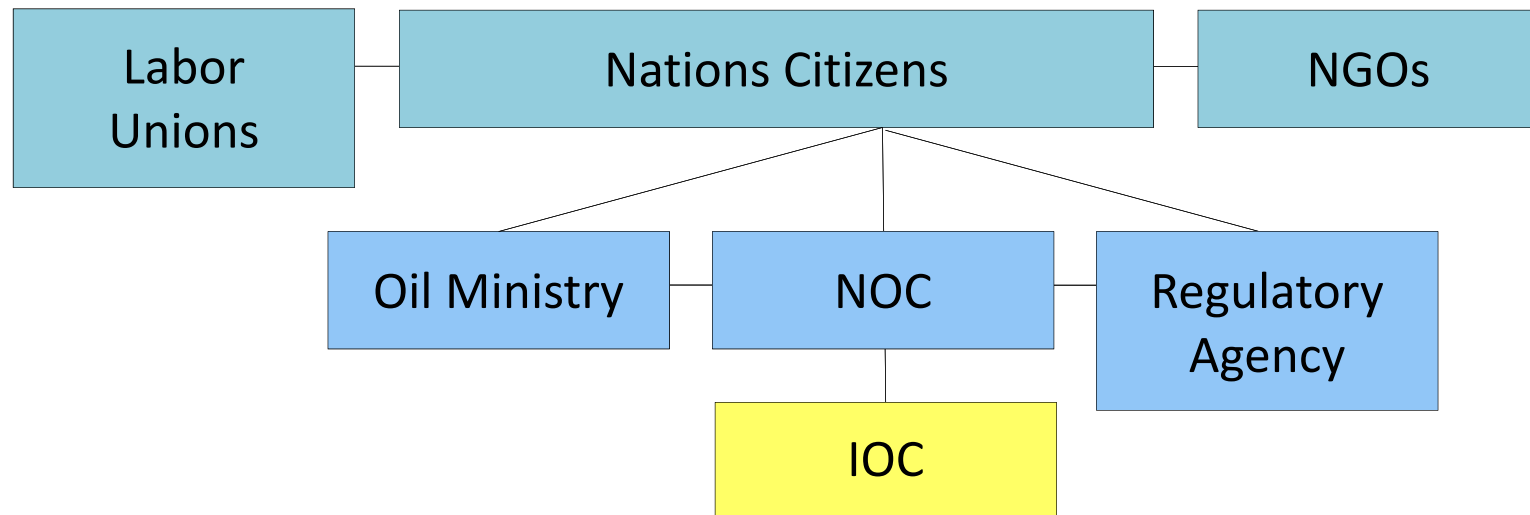 Labor
Unions
Nations Citizens
NGOs
Oil Ministry
NOC
Regulatory
Agency
IOC